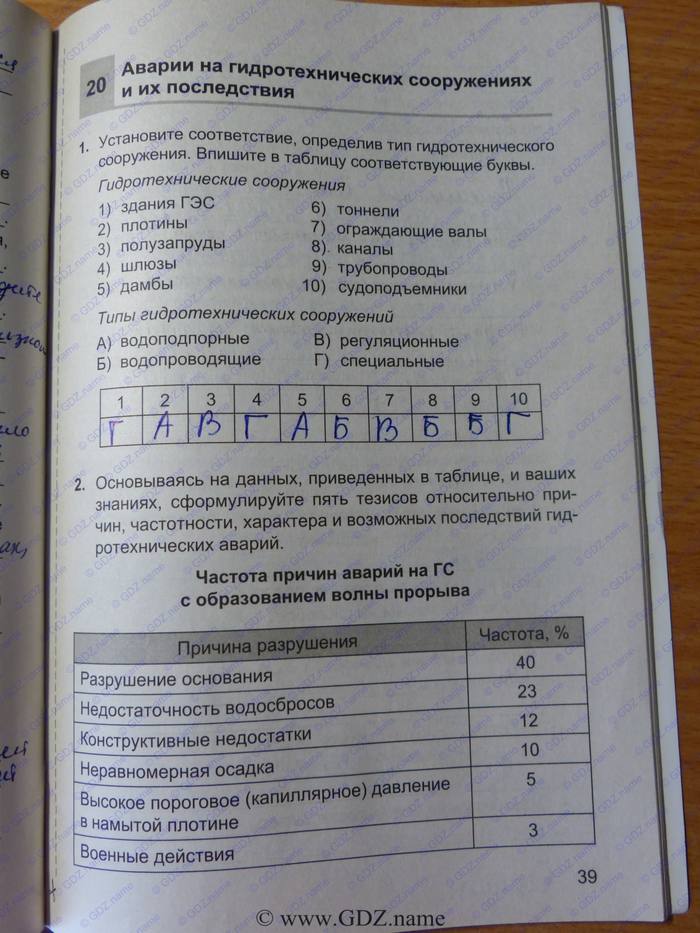 20
Аварии на гидротехнических сооружениях
и их последствия
1. Установите соответствие, определив тип гидротехнического
сооружения. Впишите в таблицу соответствующие буквы.
Гидротехнические сооружения
1) здания ГЭС
2) плотины
3) полузапруды
4) шлюзы
5) дамбы
6) тоннели
7) ограждающие валы
8) каналы
9) трубопроводы
10) судоподъемники
Типы гидротехнических сооружений
А) водоподпорные
Б) водопроводящие
В) регуляционные
Г) специальные
1 2 3 4 5 6 7 8 9 10
Г А В Г А Б В Б Б Г
2. Основываясь на данных, приведенных в таблице, и ваших
знаниях, сформулируйте пять тезисов относительно при-
чин, частотности, характера и возможных последствий гид-
ротехнических аварий.
Частота причин аварий на ГС
с образованием волны прорыва
Причина разрушения Частота, %
Разрушение основания 40
Недостаточность водосбросов 23
Конструктивные недостатки 12
Неравномерная осадка 10
Высокое пороговое (капиллярное) давление
в намытой плотине 5
Военные действия 3
39
© www.GDZ.name